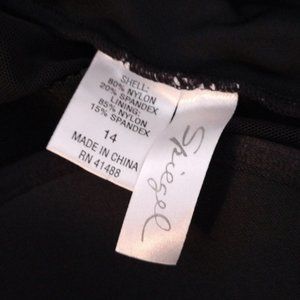 SHELL:
80% NYLON
20% SPANDEX
LINING:
85% NYLON
15% SPANDEX
14
MADE IN CHINA
RN 41488
Spiegel